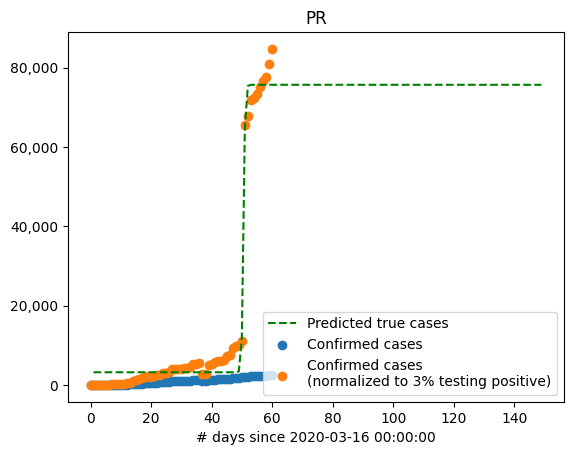 PR
80,000
60,000
40,000
20,000
0
Predicted true cases
Confirmed cases
Confirmed cases
(normalized to 3% testing positive)
0 20 40 60 80 100 120 140
# days since 2020-03-16 00:00:00